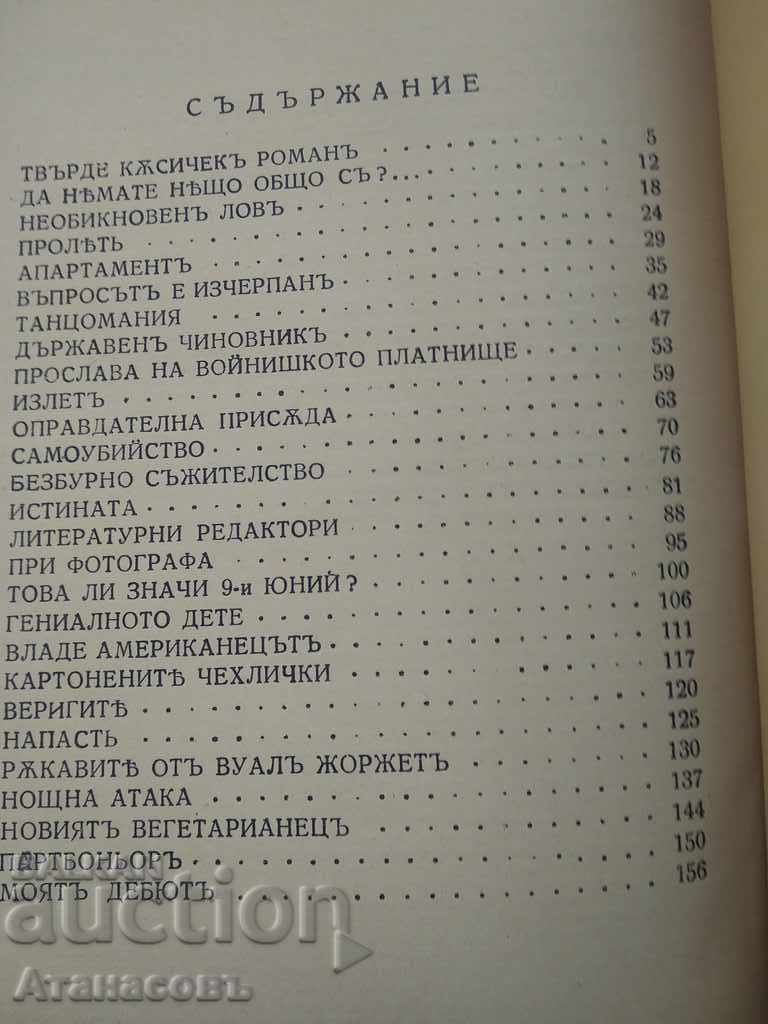 СЪДЪРЖАНИЕ
ТВЪРДЕ КѪСИЧЕКЪ РОМАНЪ 5
ДА НѢМАТЕ НѢЩО ОБЩО СЪ?... 12
НЕОБИКНОВЕНЪ ЛОВЪ 18
ПРОЛѢТЬ 24
АПАРТАМЕНТЪ 29
ВЪПРОСЪТЪ Е ИЗЧЕРПАНЪ 35
ТАНЦОМАНИЯ 42
ДЪРЖАВЕНЪ ЧИНОВНИКЪ 47
ПРОСЛАВА НА ВОЙНИШКОТО ПЛАТНИЩЕ 53
ИЗЛЕТЪ 59
ОПРАВДАТЕЛНА ПРИСѪДА 63
САМОУБИЙСТВО 70
БЕЗБУРНО СЪЖИТЕЛСТВО 76
ИСТИНАТА 81
ЛИТЕРАТУРНИ РЕДАКТОРИ 88
ПРИ ФОТОГРАФА 95
ТОВА ЛИ ЗНАЧИ 9-и ЮНИЙ? 100
ГЕНИАЛНОТО ДЕТЕ 106
ВЛАДЕ АМЕРИКАНЕЦЪТЪ 111
КАРТОНЕНИТѢ ЧЕХЛИЧКИ 117
ВЕРИГИТѢ 120
НАПАСТЬ 125
РѪКАВИТѢ ОТЪ ВУАЛЪ ЖОРЖЕТЪ 130
НОЩНА АТАКА 137
НОВИЯТЪ ВЕГЕТАРИАНЕЦЪ 144
ПОРТБОНЬОРЪ 150
МОЯТЪ ДЕБЮТЪ 156
BALKAN
auction
Атанасовъ